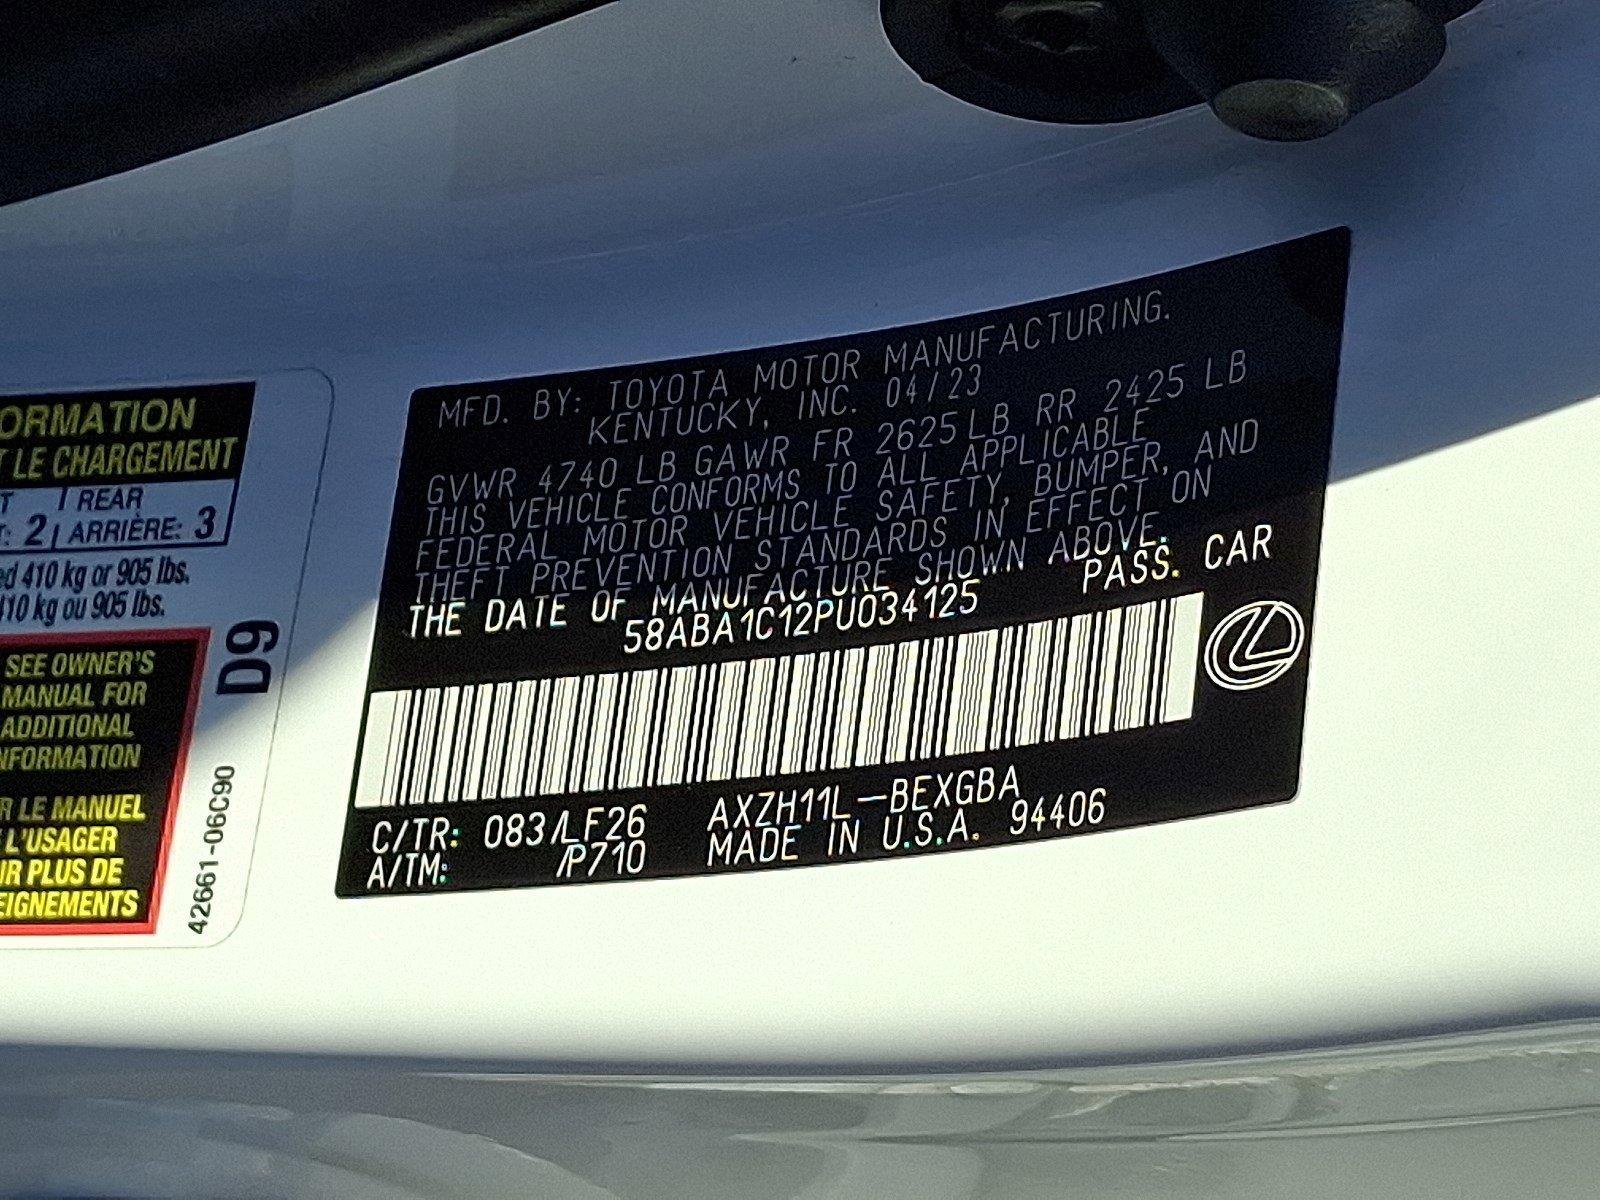 ORMATION
T LE CHARGEMENT
T REAR
T: 2 ARRIÈRE: 3
ed 410 kg or 905 lbs.
410 kg ou 905 lbs.
SEE OWNER'S
MANUAL FOR
ADDITIONAL
NFORMATION
R LE MANUEL
L'USAGER
IR PLUS DE
EIGNEMENTS
D9
42661-06C90
MFD. BY: TOYOTA MOTOR MANUFACTURING.
KENTUCKY, INC. 04/23
GVWR 4740 LB GAWR FR 2625 LB RR 2425 LB
THIS VEHICLE CONFORMS TO ALL APPLICABLE
FEDERAL MOTOR VEHICLE SAFETY, BUMPER, AND
THEFT PREVENTION STANDARDS IN EFFECT ON
THE DATE OF MANUFACTURE SHOWN ABOVE.
58ABA1C12PU034125 PASS. CAR
C/TR: 083/LF26 AXZH11L-BEXGBA
A/TM: /P710 MADE IN U.S.A. 94406